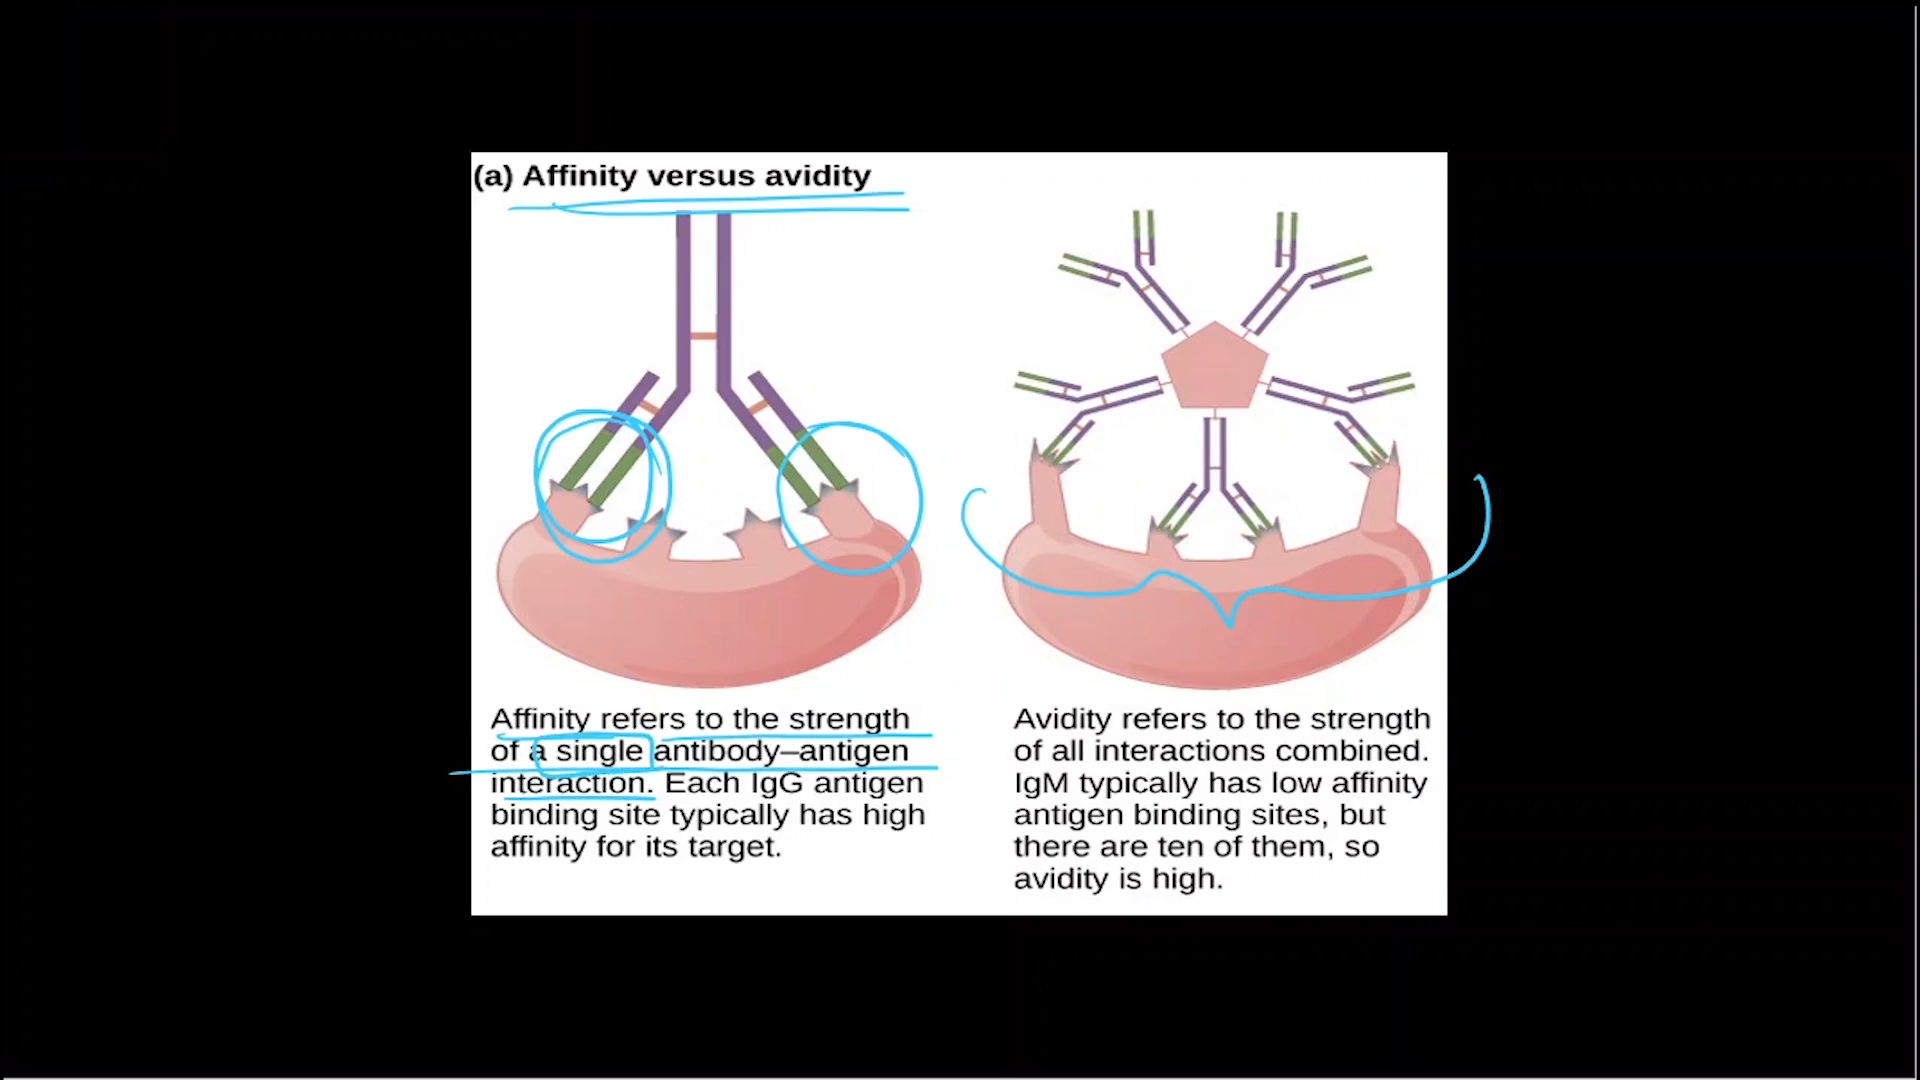 (a) Affinity versus avidity
Affinity refers to the strength
of a single antibody–antigen
interaction. Each IgG antigen
binding site typically has high
affinity for its target.
Avidity refers to the strength
of all interactions combined.
IgM typically has low affinity
antigen binding sites, but
there are ten of them, so
avidity is high.